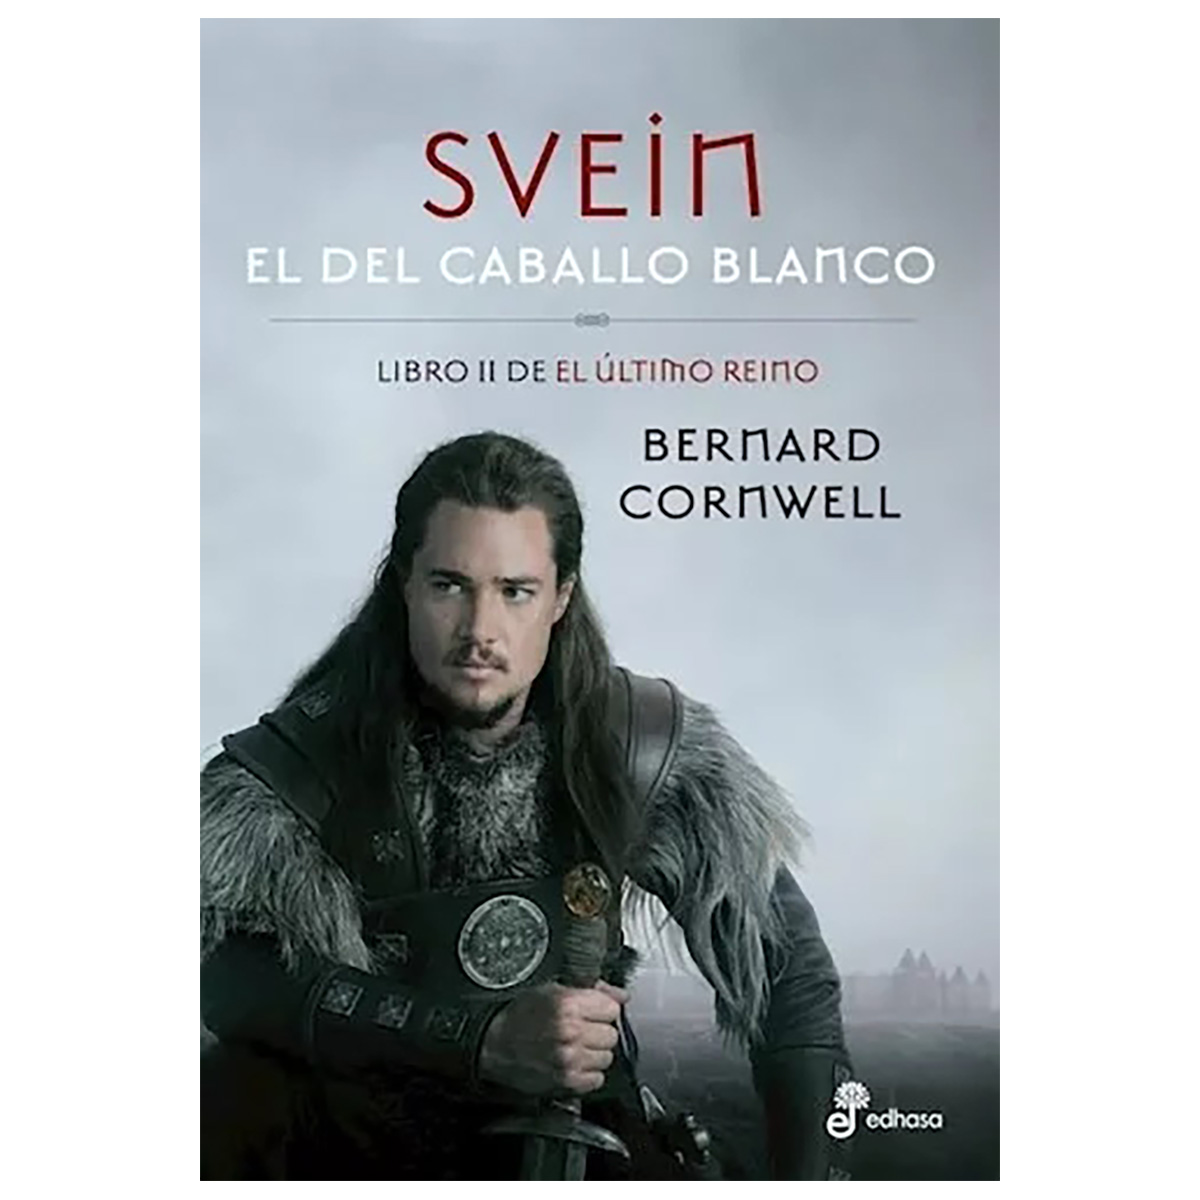 SVEIN
EL DEL CABALLO BLANCO
LIBRO II DE EL ÚLTIMO REINO
BERNARD
CORNWELL
edhasa